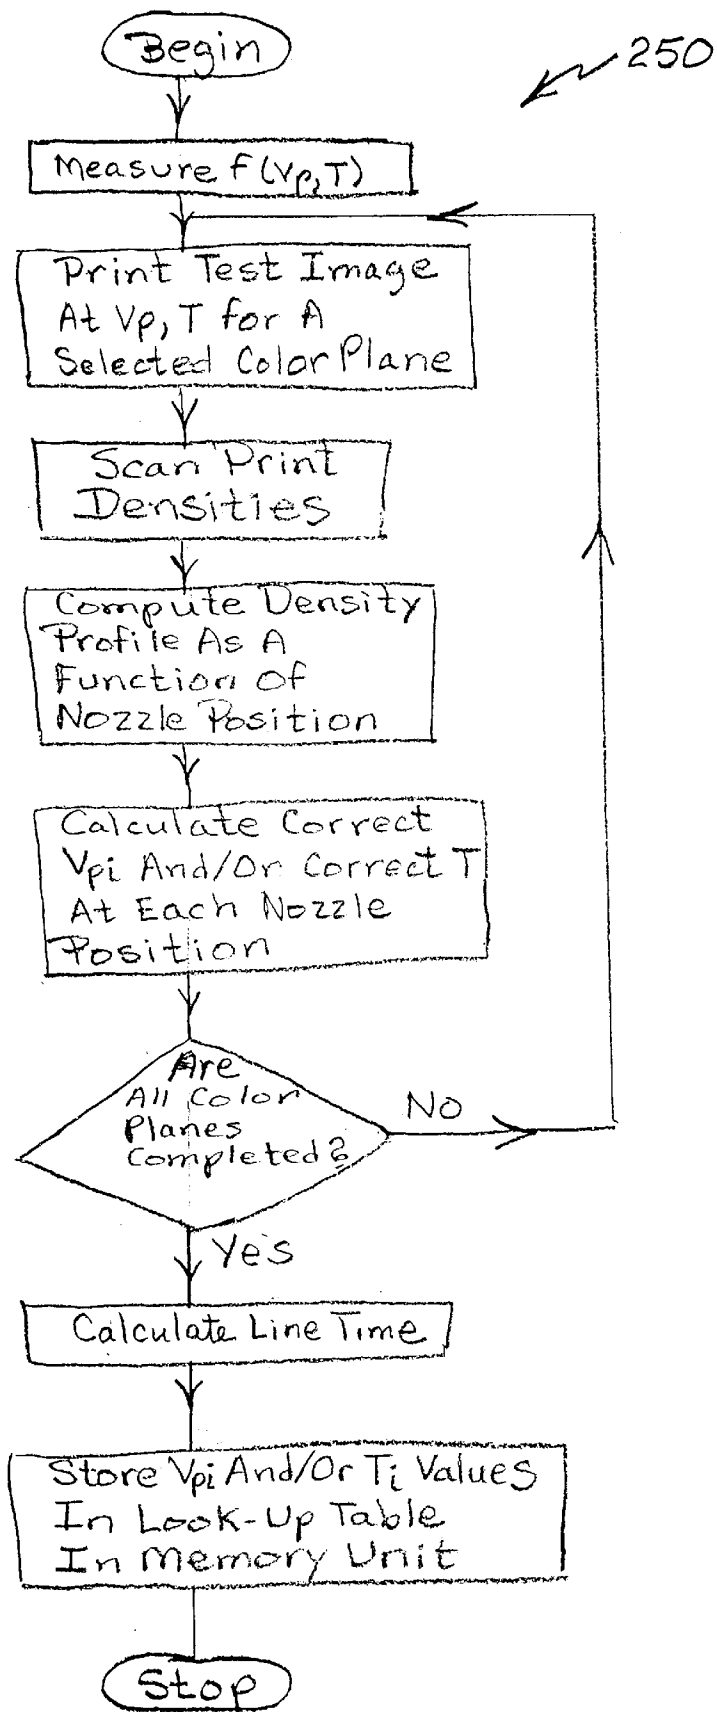 Begin
250
Measure f(Vp,T)
Print Test Image
At Vp, T for A
Selected Color Plane
Scan Print
Densities
Compute Density
Profile As A
Function Of
Nozzle Position
Calculate Correct
Vpi And/Or Correct T
At Each Nozzle
Position
Are
All Color
Planes
Completed?
No
Yes
Calculate Line Time
Store Vpi And/Or Ti Values
In Look-Up Table
In Memory Unit
Stop